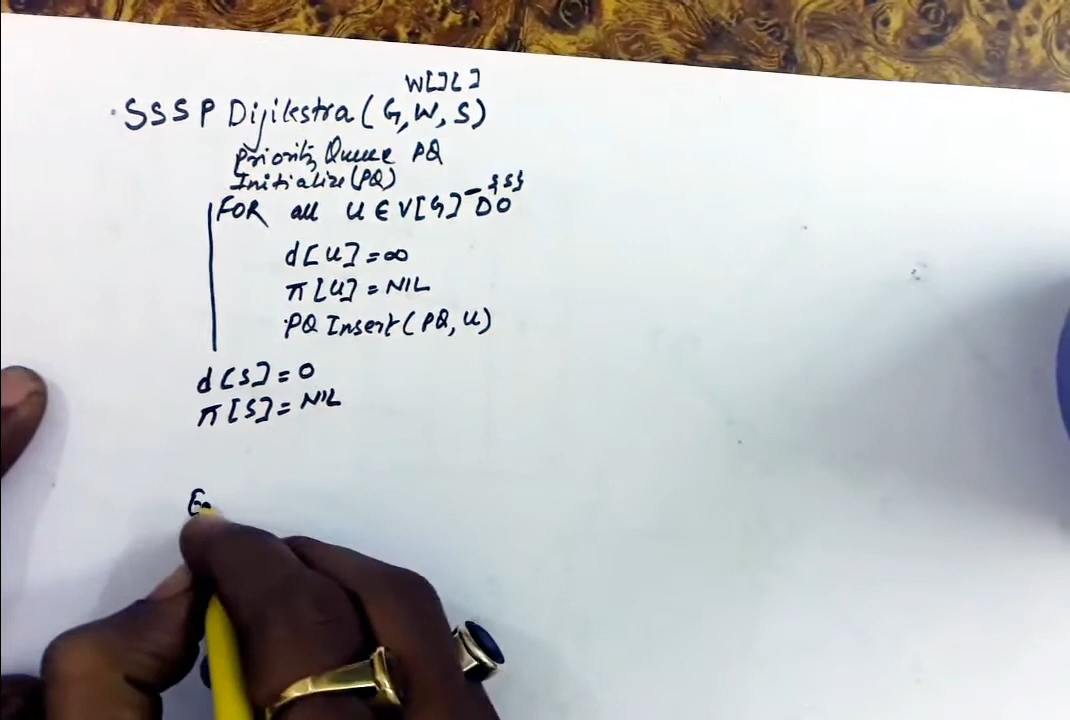 W[][]
SSSP Dijikstra(G,W,S)
Priority Queue PQ
Initialize(PQ)
FOR all u ∈ V[G] - {S} DO
d[u] = ∞
π[u] = NIL
PQ Insert(PQ, u)
d[S] = 0
π[S] = NIL